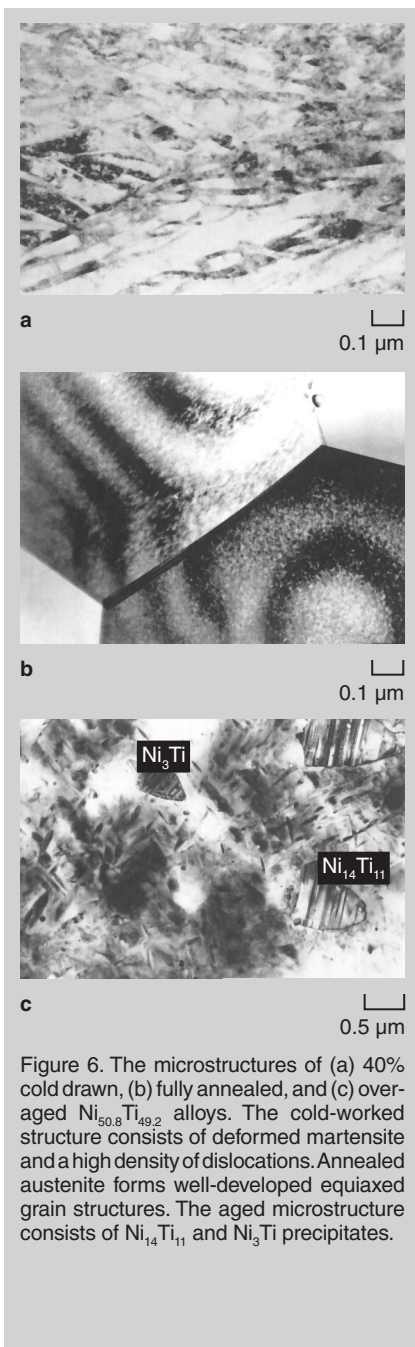 a
0.1 µm
b
0.1 µm
Ni₃Ti
Ni₁₄Ti₁₁
c
0.5 µm
Figure 6. The microstructures of (a) 40%
cold drawn, (b) fully annealed, and (c) over-
aged Ni₅₀.₈Ti₄₉.₂ alloys. The cold-worked
structure consists of deformed martensite
and a high density of dislocations. Annealed
austenite forms well-developed equiaxed
grain structures. The aged microstructure
consists of Ni₁₄Ti₁₁ and Ni₃Ti precipitates.